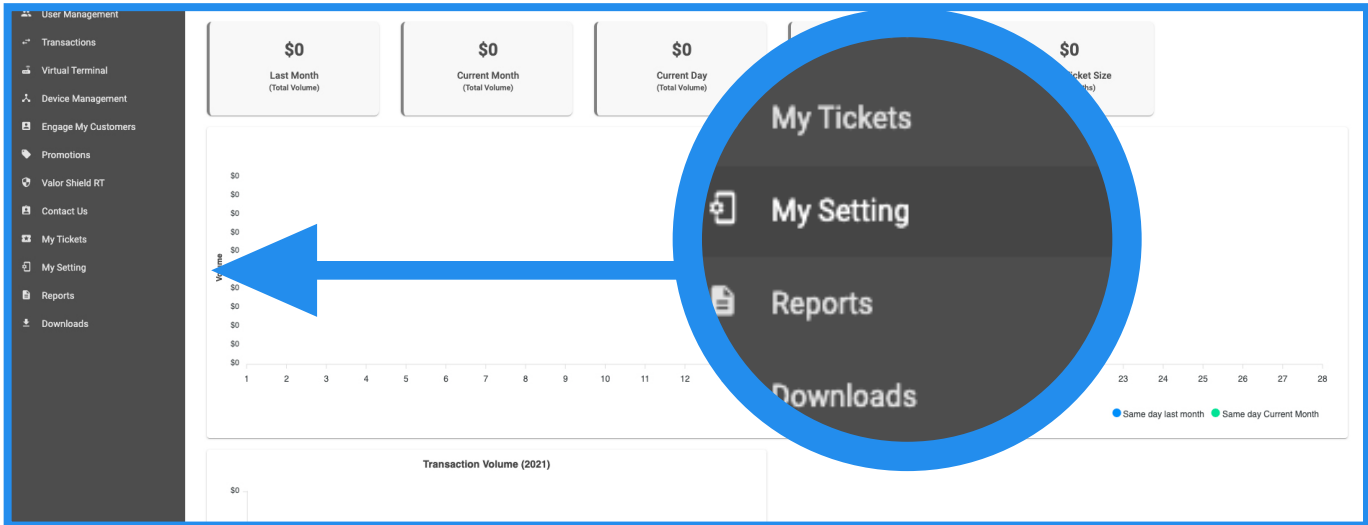 User Management
Transactions
Virtual Terminal
Device Management
Engage My Customers
Promotions
Valor Shield RT
Contact Us
My Tickets
My Setting
Reports
Downloads
$0
Last Month
(Total Volume)
$0
Current Month
(Total Volume)
$0
Current Day
(Total Volume)
$0
Ticket Size
$0
$0
$0
$0
$0
$0
$0
$0
$0
$0
Volume
1 2 3 4 5 6 7 8 9 10 11 12 23 24 25 26 27 28
Same day last month Same day Current Month
My Tickets
My Setting
Reports
Downloads
Transaction Volume (2021)
$0